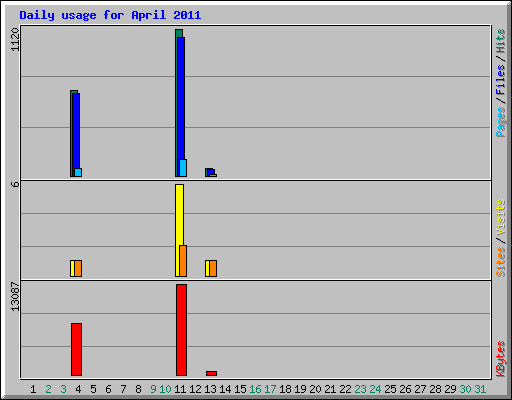 Daily usage for April 2011
1120
Pages / Files / Hits
6
Sites / Visits
13087
KBytes
1 2 3 4 5 6 7 8 9 10 11 12 13 14 15 16 17 18 19 20 21 22 23 24 25 26 27 28 29 30 31